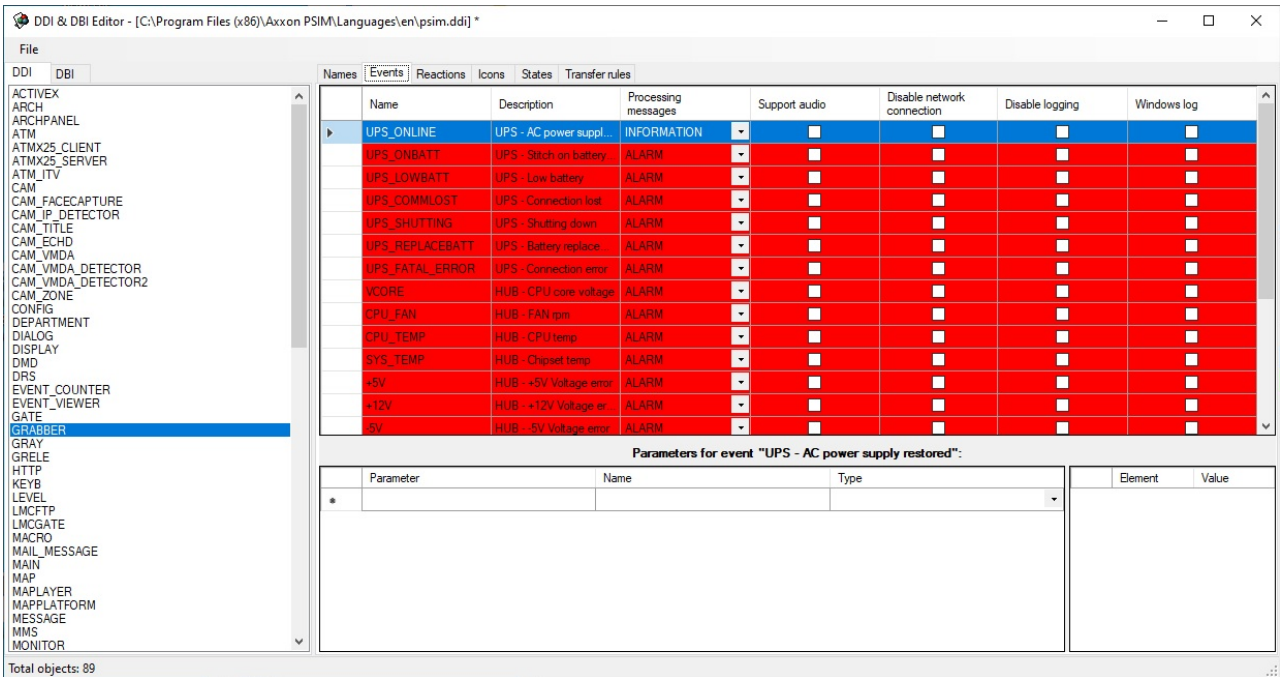 DDI & DBI Editor - [C:\Program Files (x86)\Axxon PSIM\Languages\en\psim.ddi] *
File
DDI DBI
ACTIVEX
ARCH
ARCHPANEL
ATM
ATMX25_CLIENT
ATMX25_SERVER
ATM_ITV
CAM
CAM_FACECAPTURE
CAM_IP_DETECTOR
CAM_TITLE
CAM_ECHD
CAM_VMDA
CAM_VMDA_DETECTOR
CAM_VMDA_DETECTOR2
CAM_ZONE
CONFIG
DEPARTMENT
DIALOG
DISPLAY
DMD
DRS
EVENT_COUNTER
EVENT_VIEWER
GATE
GRABBER
GRAY
GRELE
HTTP
KEYB
LEVEL
LMCFTP
LMCGATE
MACRO
MAIL_MESSAGE
MAIN
MAP
MAPLAYER
MAPPLATFORM
MESSAGE
MMS
MONITOR
Names Events Reactions Icons States Transfer rules
Name Description Processing messages Support audio Disable network connection Disable logging Windows log
UPS_ONLINE UPS - AC power suppl... INFORMATION
UPS_ONBATT UPS - Stitch on battery... ALARM
UPS_LOWBATT UPS - Low battery ALARM
UPS_COMMLOST UPS - Connection lost ALARM
UPS_SHUTTING UPS - Shutting down ALARM
UPS_REPLACEBATT UPS - Battery replace... ALARM
UPS_FATAL_ERROR UPS - Connection error ALARM
VCORE HUB - CPU core voltage ALARM
CPU_FAN HUB - FAN rpm ALARM
CPU_TEMP HUB - CPU temp ALARM
SYS_TEMP HUB - Chipset temp ALARM
+5V HUB - +5V Voltage error ALARM
+12V HUB - +12V Voltage er... ALARM
-5V HUB - -5V Voltage error ALARM
Parameters for event "UPS - AC power supply restored":
Parameter Name Type Element Value
Total objects: 89